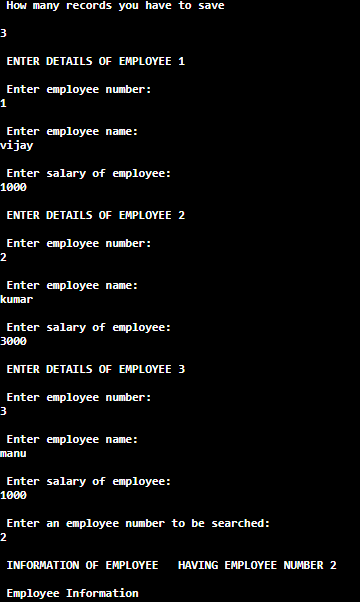 How many records you have to save
3
ENTER DETAILS OF EMPLOYEE 1
Enter employee number:
1
Enter employee name:
vijay
Enter salary of employee:
1000
ENTER DETAILS OF EMPLOYEE 2
Enter employee number:
2
Enter employee name:
kumar
Enter salary of employee:
3000
ENTER DETAILS OF EMPLOYEE 3
Enter employee number:
3
Enter employee name:
manu
Enter salary of employee:
1000
Enter an employee number to be searched:
2
INFORMATION OF EMPLOYEE   HAVING EMPLOYEE NUMBER 2
Employee Information